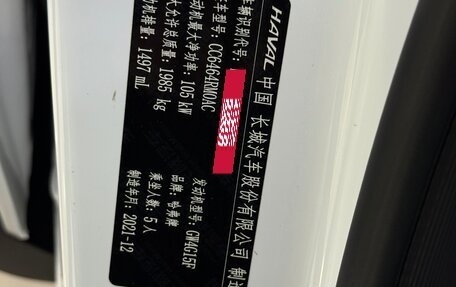 HAVAL 中国 长城汽车股份有限公司 制造
车辆识别代号:
整车型号: CC6464RM0AC 发动机型号: GW4G15F
发动机最大净功率: 105 kW 品牌: 哈弗牌
最大允许总质量: 1985 kg 乘坐人数: 5 人
发动机排量: 1497 mL 制造年月: 2021-12